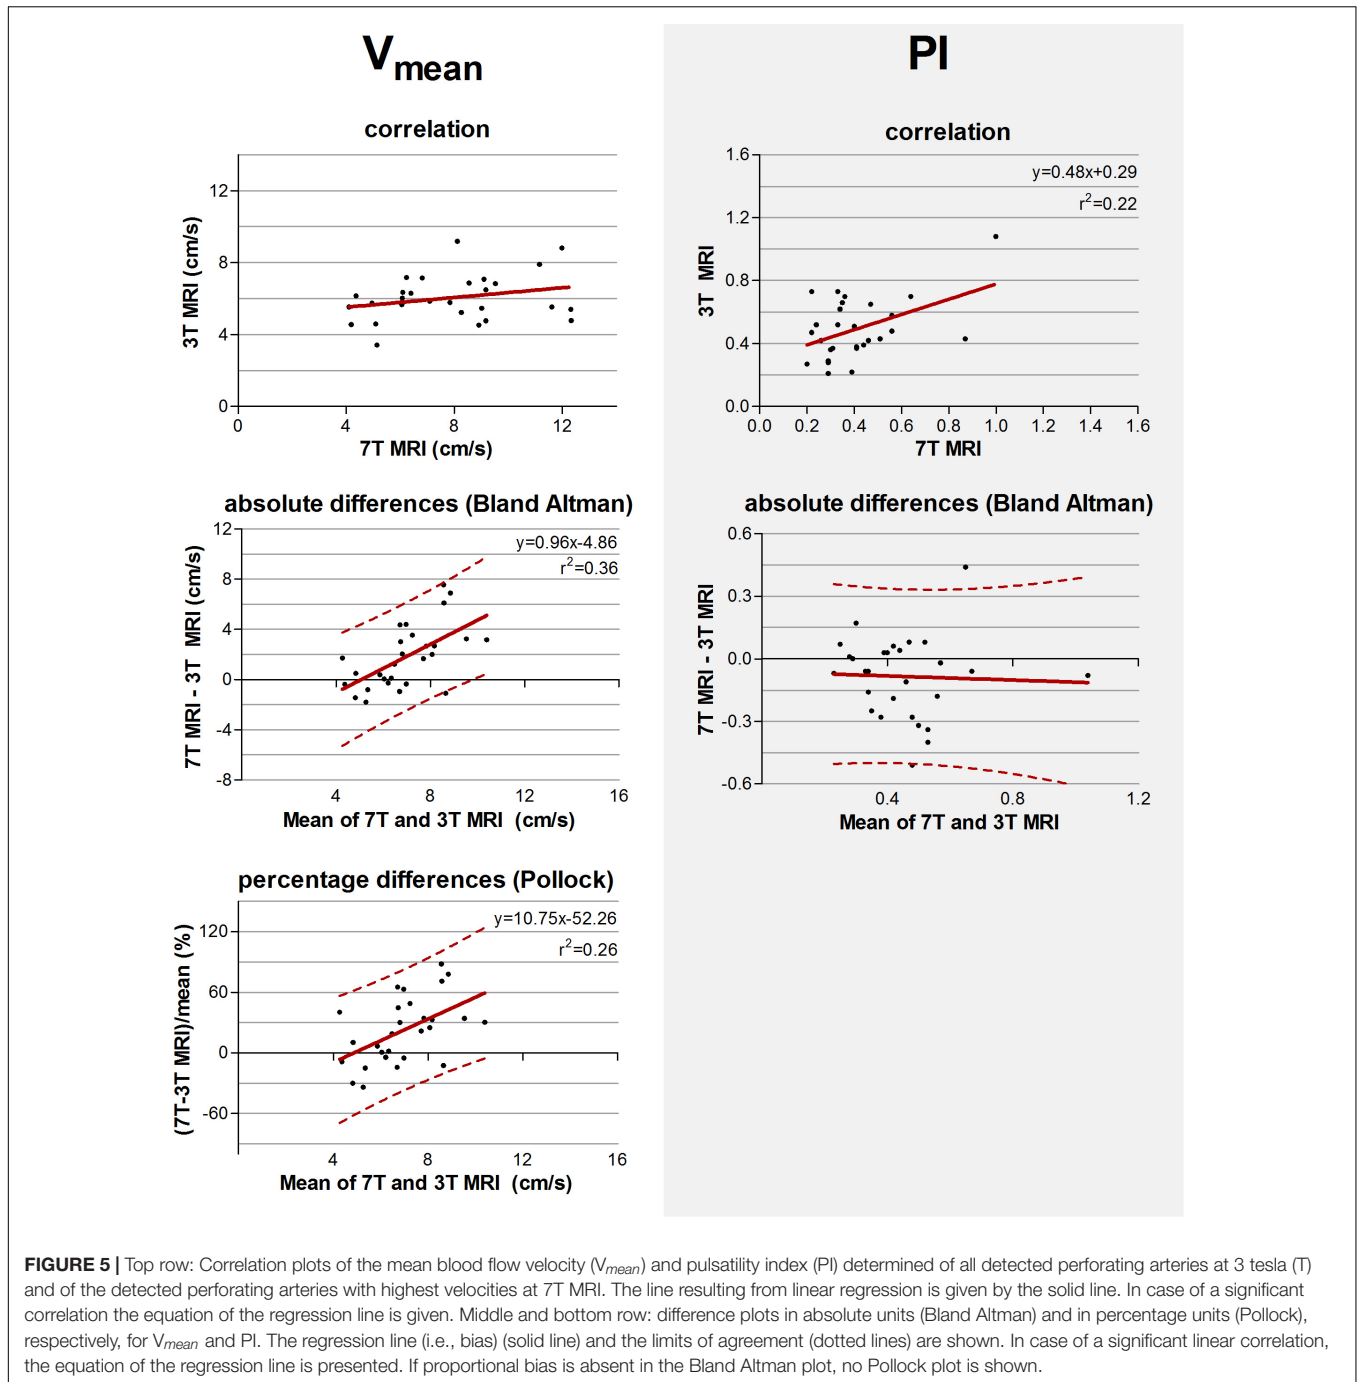 V_mean
PI
correlation
12
8
4
0
0 4 8 12
3T MRI (cm/s)
7T MRI (cm/s)
correlation
y=0.48x+0.29
r²=0.22
1.6
1.2
0.8
0.4
0.0
0.0 0.2 0.4 0.6 0.8 1.0 1.2 1.4 1.6
3T MRI
7T MRI
absolute differences (Bland Altman)
y=0.96x-4.86
r²=0.36
12
8
4
0
-4
-8
4 8 12 16
7T MRI - 3T MRI (cm/s)
Mean of 7T and 3T MRI (cm/s)
absolute differences (Bland Altman)
0.6
0.3
0.0
-0.3
-0.6
0.4 0.8 1.2
7T MRI - 3T MRI
Mean of 7T and 3T MRI
percentage differences (Pollock)
y=10.75x-52.26
r²=0.26
120
60
0
-60
4 8 12 16
(7T-3T MRI)/mean (%)
Mean of 7T and 3T MRI (cm/s)
FIGURE 5 | Top row: Correlation plots of the mean blood flow velocity (V_mean) and pulsatility index (PI) determined of all detected perforating arteries at 3 tesla (T)
and of the detected perforating arteries with highest velocities at 7T MRI. The line resulting from linear regression is given by the solid line. In case of a significant
correlation the equation of the regression line is given. Middle and bottom row: difference plots in absolute units (Bland Altman) and in percentage units (Pollock),
respectively, for V_mean and PI. The regression line (i.e., bias) (solid line) and the limits of agreement (dotted lines) are shown. In case of a significant linear correlation,
the equation of the regression line is presented. If proportional bias is absent in the Bland Altman plot, no Pollock plot is shown.